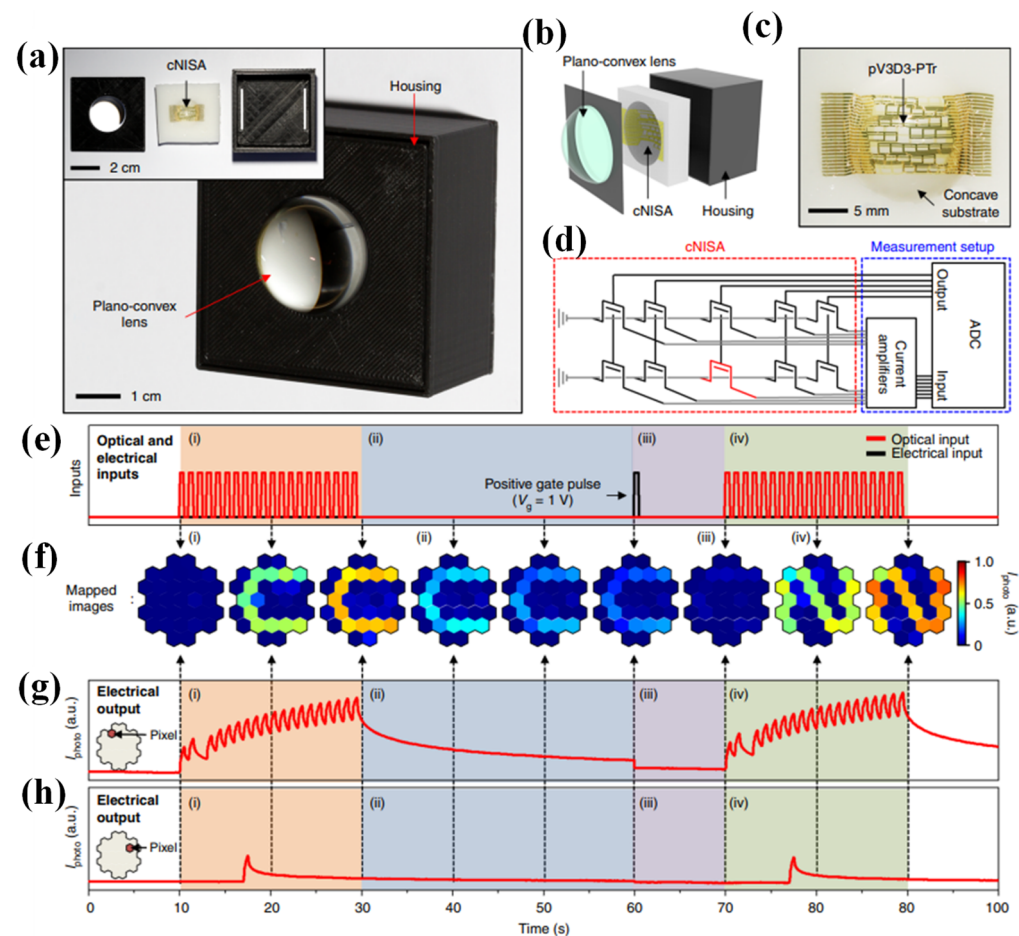 (a)
cNISA
Housing
2 cm
Plano-convex
lens
1 cm
(b)
Plano-convex lens
cNISA
Housing
(c)
pV3D3-PTr
Concave
substrate
5 mm
(d)
cNISA
Measurement setup
Output
ADC
Current
amplifiers
Input
(e)
Optical and
electrical
inputs
Inputs
(i)
(ii)
(iii)
(iv)
Optical input
Electrical input
Positive gate pulse
(Vg = 1 V)
(f)
(i)
(ii)
(iii)
(iv)
Mapped
images :
1.0
0.5
0
Iphoto (a.u.)
(g)
Electrical
output
Pixel
Iphoto (a.u.)
(i)
(ii)
(iii)
(iv)
(h)
Electrical
output
Pixel
Iphoto (a.u.)
(i)
(ii)
(iii)
(iv)
0 10 20 30 40 50 60 70 80 80 100
Time (s)